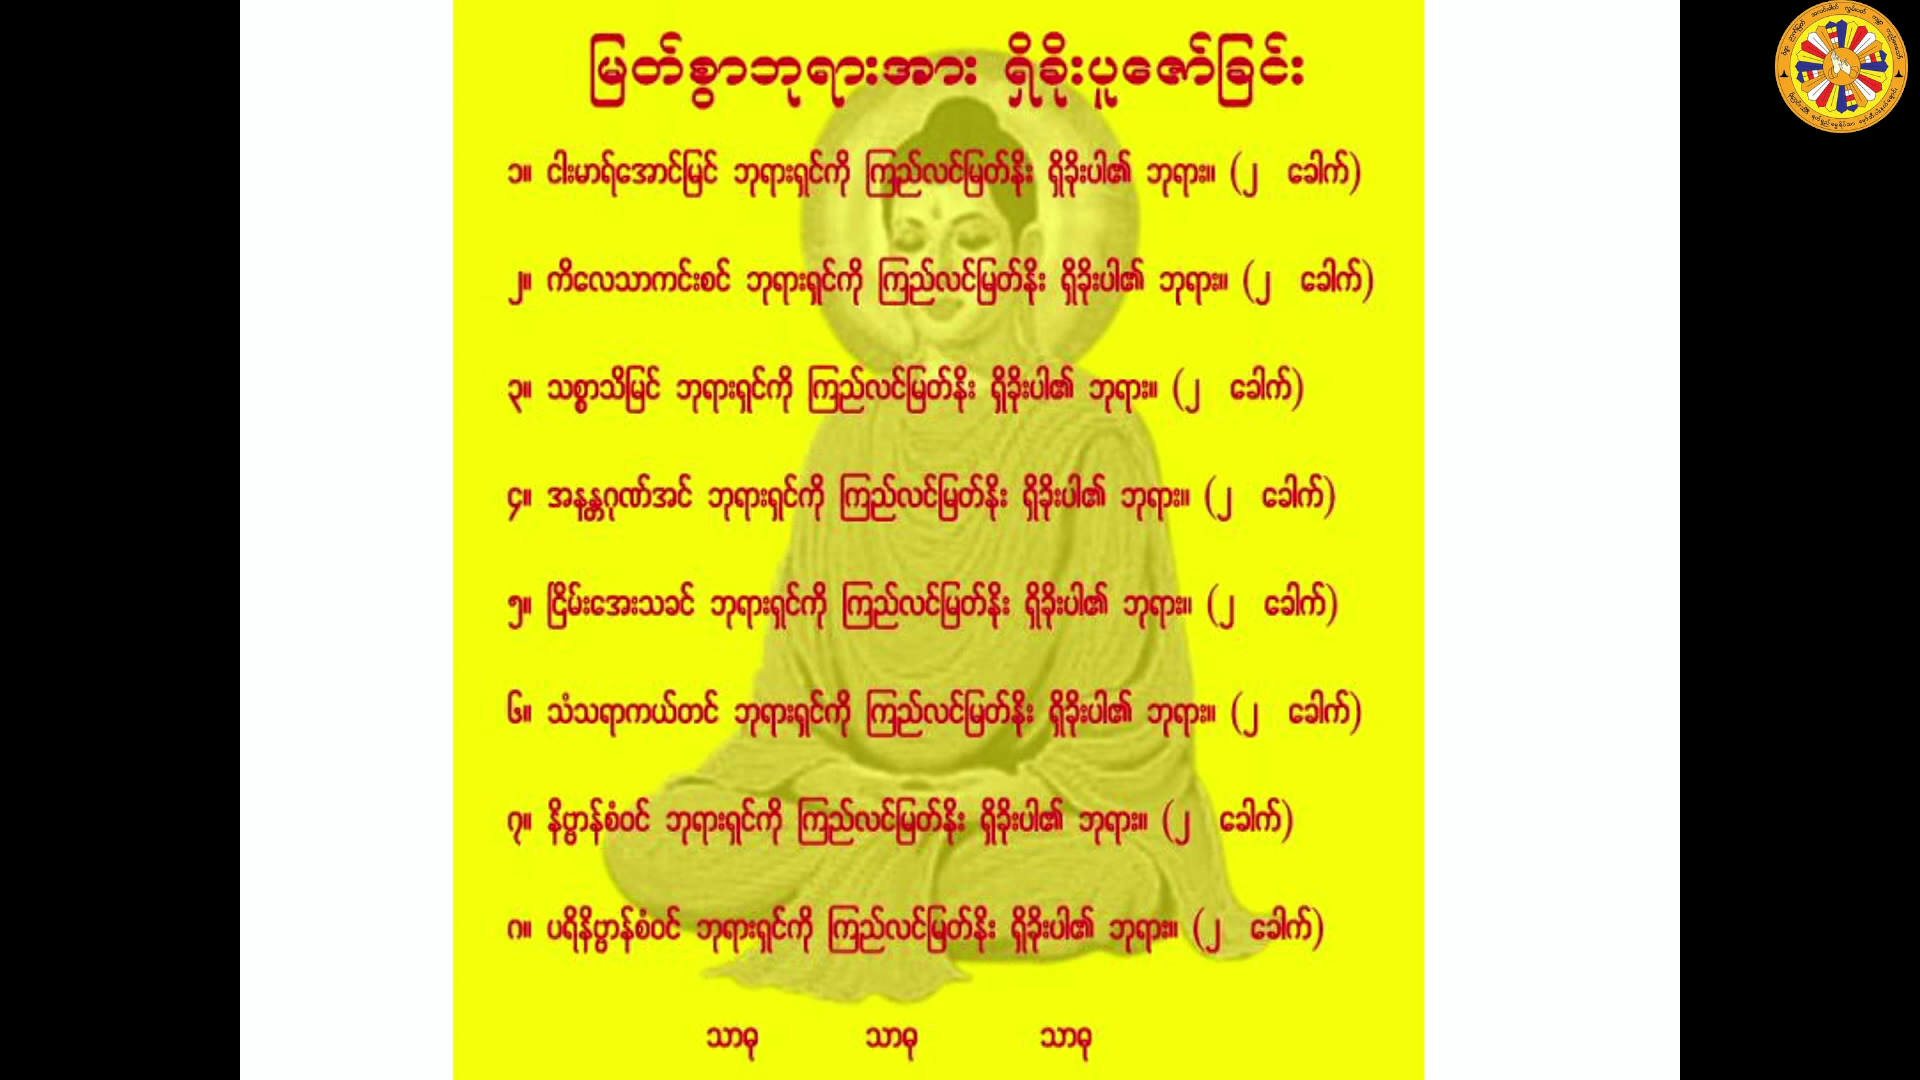 မြတ်စွာဘုရားအား ရှိခိုးပူဇော်ခြင်း
၁။ ငါးမာရ်အောင်မြင် ဘုရားရှင်ကို ကြည်လင်မြတ်နိုး ရှိခိုးပါ၏ ဘုရား။ (၂ ခေါက်)
၂။ ကိလေသာကင်းစင် ဘုရားရှင်ကို ကြည်လင်မြတ်နိုး ရှိခိုးပါ၏ ဘုရား။ (၂ ခေါက်)
၃။ သစ္စာသိမြင် ဘုရားရှင်ကို ကြည်လင်မြတ်နိုး ရှိခိုးပါ၏ ဘုရား။ (၂ ခေါက်)
၄။ အနန္တဂုဏ်အင် ဘုရားရှင်ကို ကြည်လင်မြတ်နိုး ရှိခိုးပါ၏ ဘုရား။ (၂ ခေါက်)
၅။ ငြိမ်းအေးသခင် ဘုရားရှင်ကို ကြည်လင်မြတ်နိုး ရှိခိုးပါ၏ ဘုရား။ (၂ ခေါက်)
၆။ သံသရာကယ်တင် ဘုရားရှင်ကို ကြည်လင်မြတ်နိုး ရှိခိုးပါ၏ ဘုရား။ (၂ ခေါက်)
၇။ နိဗ္ဗာန်စံဝင် ဘုရားရှင်ကို ကြည်လင်မြတ်နိုး ရှိခိုးပါ၏ ဘုရား။ (၂ ခေါက်)
၈။ ပရိနိဗ္ဗာန်စံဝင် ဘုရားရှင်ကို ကြည်လင်မြတ်နိုး ရှိခိုးပါ၏ ဘုရား။ (၂ ခေါက်)
သာဓု သာဓု သာဓု